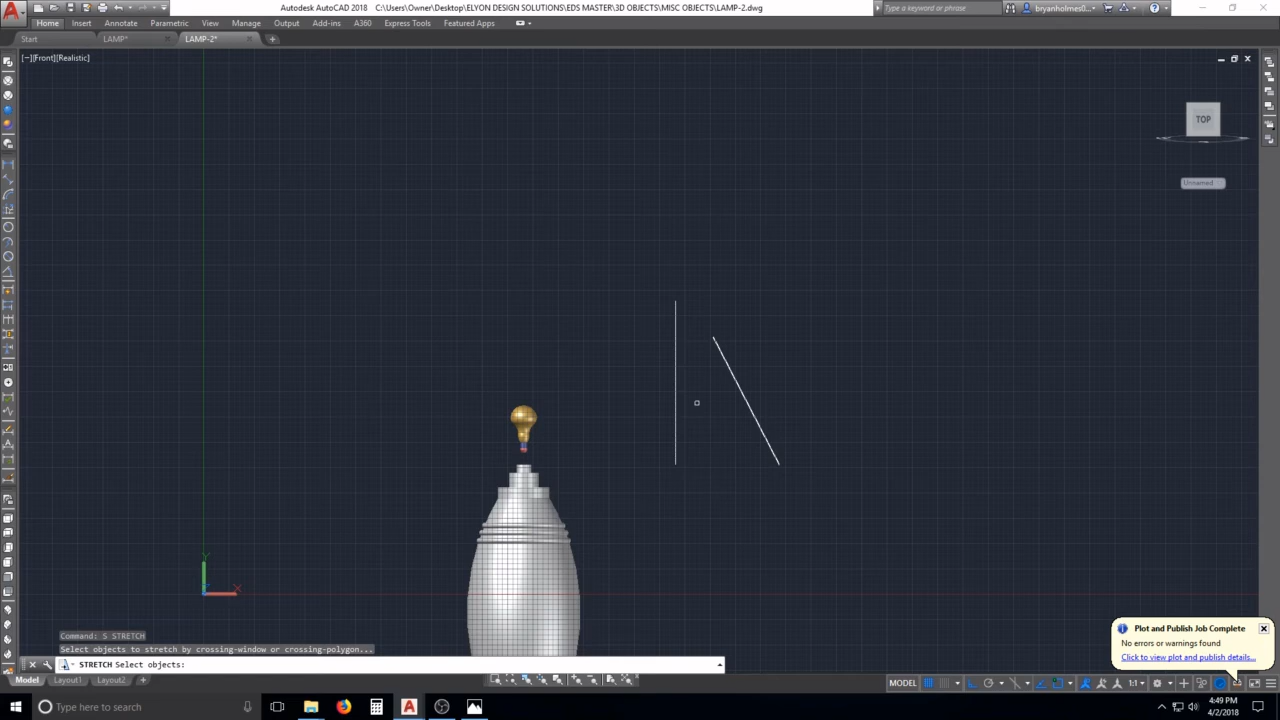 Autodesk AutoCAD 2018 C:\Users\Owner\Desktop\ELYON DESIGN SOLUTIONS\EDS MASTER\3D OBJECTS\MISC OBJECTS\LAMP-2.dwg
Type a keyword or phrase
bryanholmes0...
Home Insert Annotate Parametric View Manage Output Add-ins A360 Express Tools Featured Apps
Start LAMP* LAMP-2*
[−][Front][Realistic]
TOP
Unnamed
Y
X
Plot and Publish Job Complete
No errors or warnings found
Click to view plot and publish details...
Command: S STRETCH
Select objects to stretch by crossing-window or crossing-polygon...
STRETCH Select objects:
Model Layout1 Layout2
MODEL 1:1
Type here to search
4:49 PM
4/2/2018